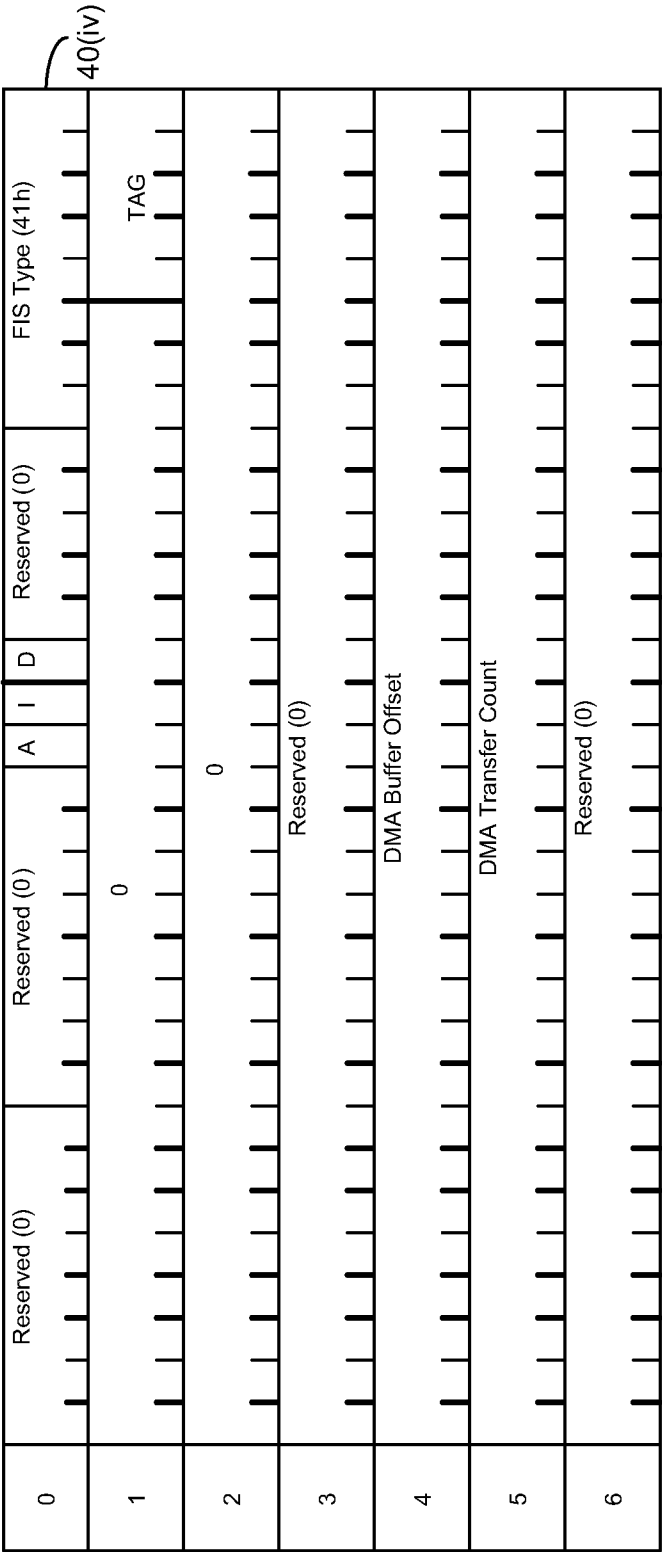 40(iv)
0 Reserved (0) Reserved (0) A I D Reserved (0) FIS Type (41h)
1 0 TAG
2 0
3 Reserved (0)
4 DMA Buffer Offset
5 DMA Transfer Count
6 Reserved (0)